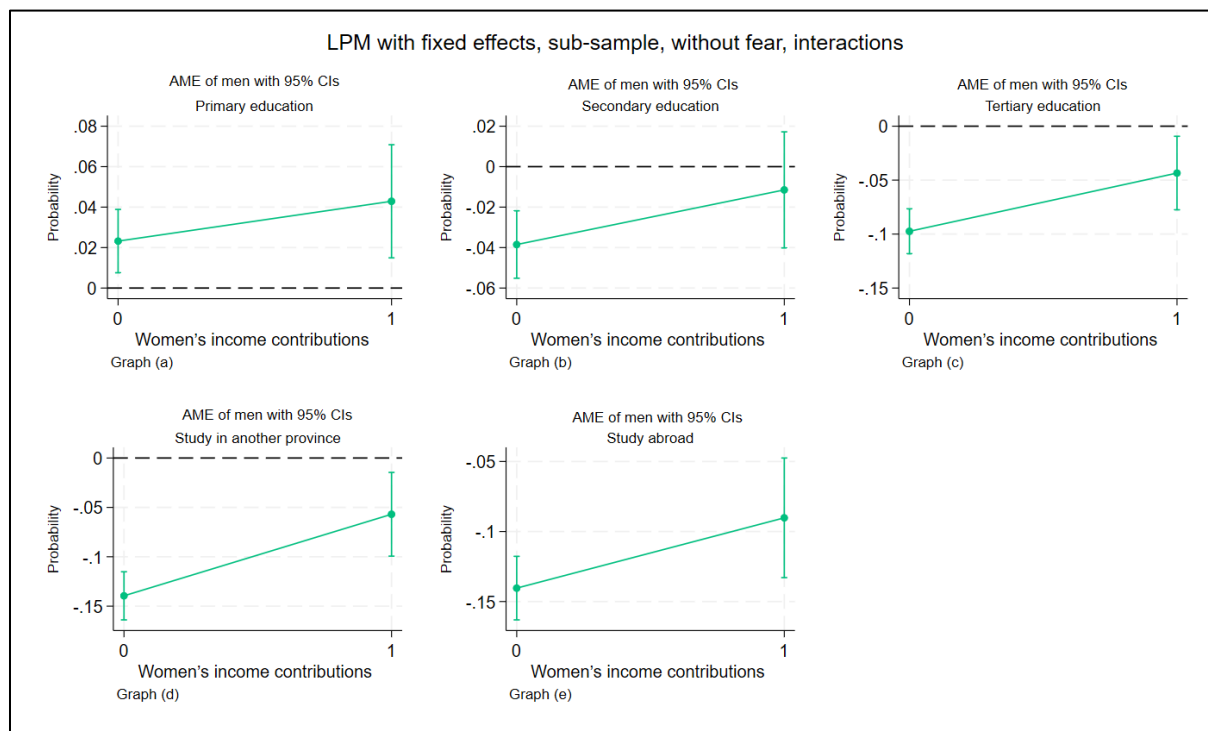 LPM with fixed effects, sub-sample, without fear, interactions
AME of men with 95% CIs
Primary education
.08
.06
.04
.02
0
Probability
0 1
Women's income contributions
Graph (a)
AME of men with 95% CIs
Secondary education
.02
0
-.02
-.04
-.06
Probability
0 1
Women's income contributions
Graph (b)
AME of men with 95% CIs
Tertiary education
0
-.05
-.1
-.15
Probability
0 1
Women's income contributions
Graph (c)
AME of men with 95% CIs
Study in another province
0
-.05
-.1
-.15
Probability
0 1
Women's income contributions
Graph (d)
AME of men with 95% CIs
Study abroad
-.05
-.1
-.15
Probability
0 1
Women's income contributions
Graph (e)